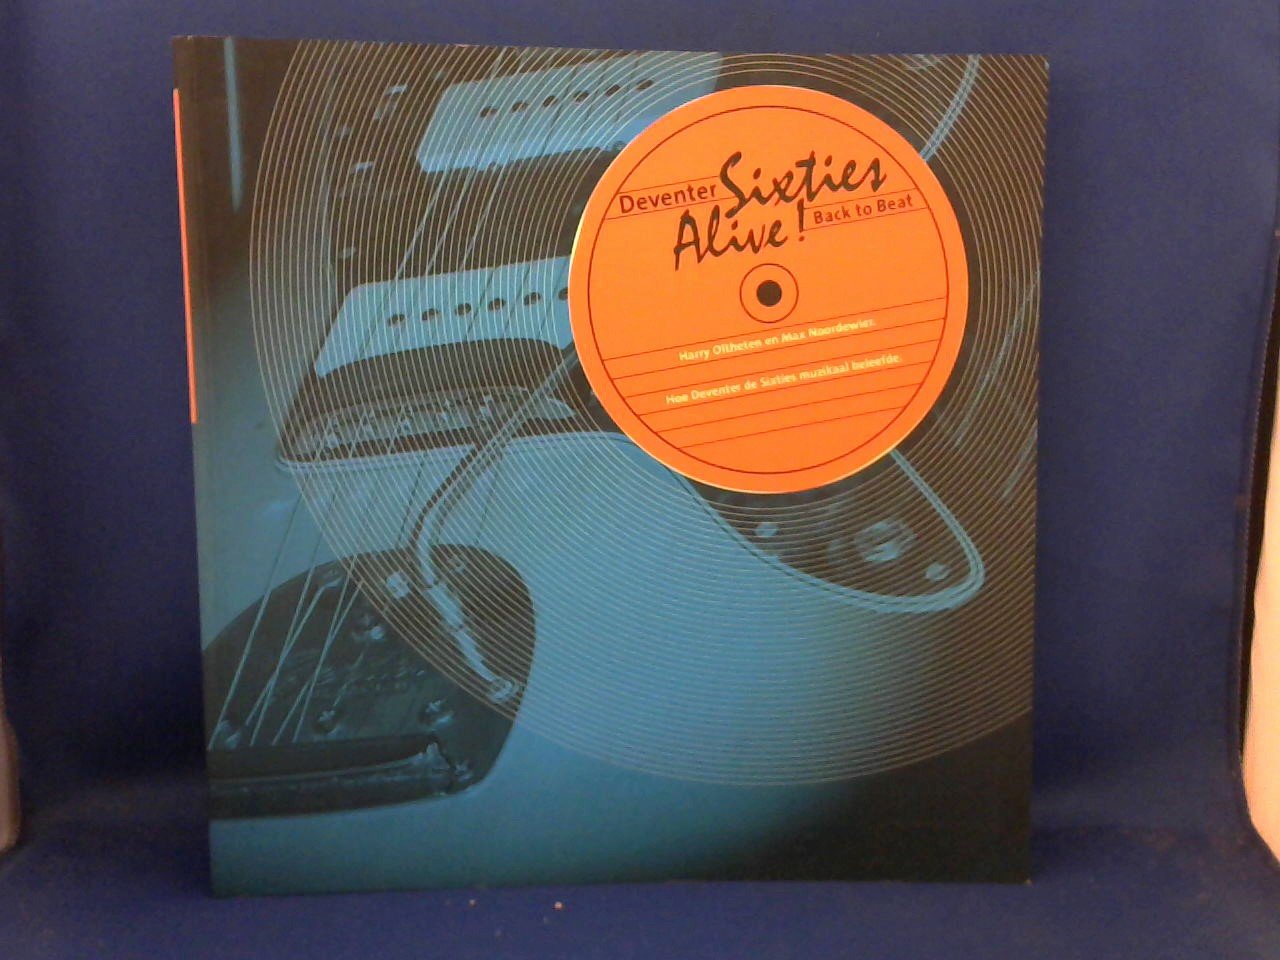 Deventer Sixties
Alive! Back to Beat
Harry Oltheten en Max Noordewier.
Hoe Deventer de Sixties muzikaal beleefde.